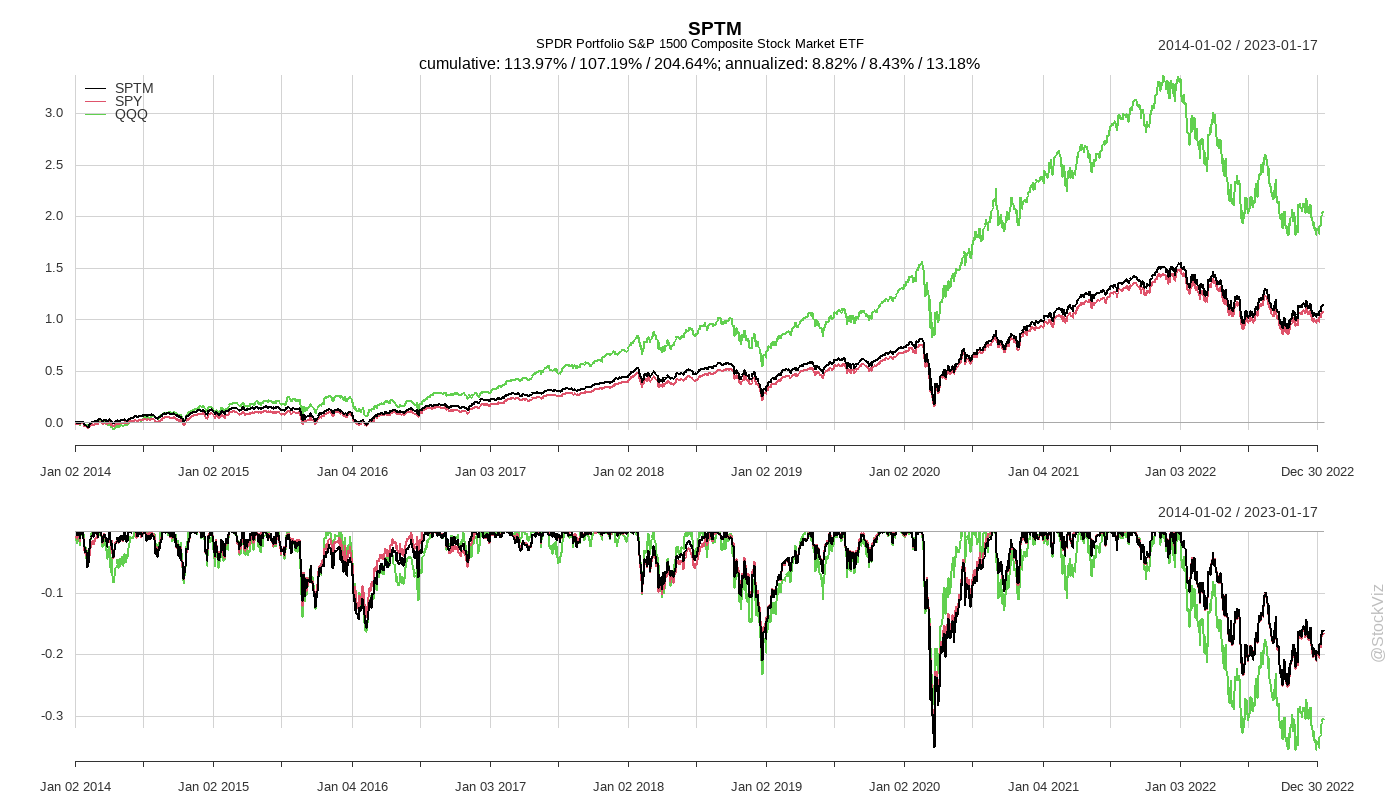 SPTM
SPDR Portfolio S&P 1500 Composite Stock Market ETF
2014-01-02 / 2023-01-17
cumulative: 113.97% / 107.19% / 204.64%; annualized: 8.82% / 8.43% / 13.18%
SPTM
SPY
QQQ
3.0
2.5
2.0
1.5
1.0
0.5
0.0
Jan 02 2014 Jan 02 2015 Jan 04 2016 Jan 03 2017 Jan 02 2018 Jan 02 2019 Jan 02 2020 Jan 04 2021 Jan 03 2022 Dec 30 2022
2014-01-02 / 2023-01-17
-0.1
-0.2
-0.3
Jan 02 2014 Jan 02 2015 Jan 04 2016 Jan 03 2017 Jan 02 2018 Jan 02 2019 Jan 02 2020 Jan 04 2021 Jan 03 2022 Dec 30 2022
@StockViz